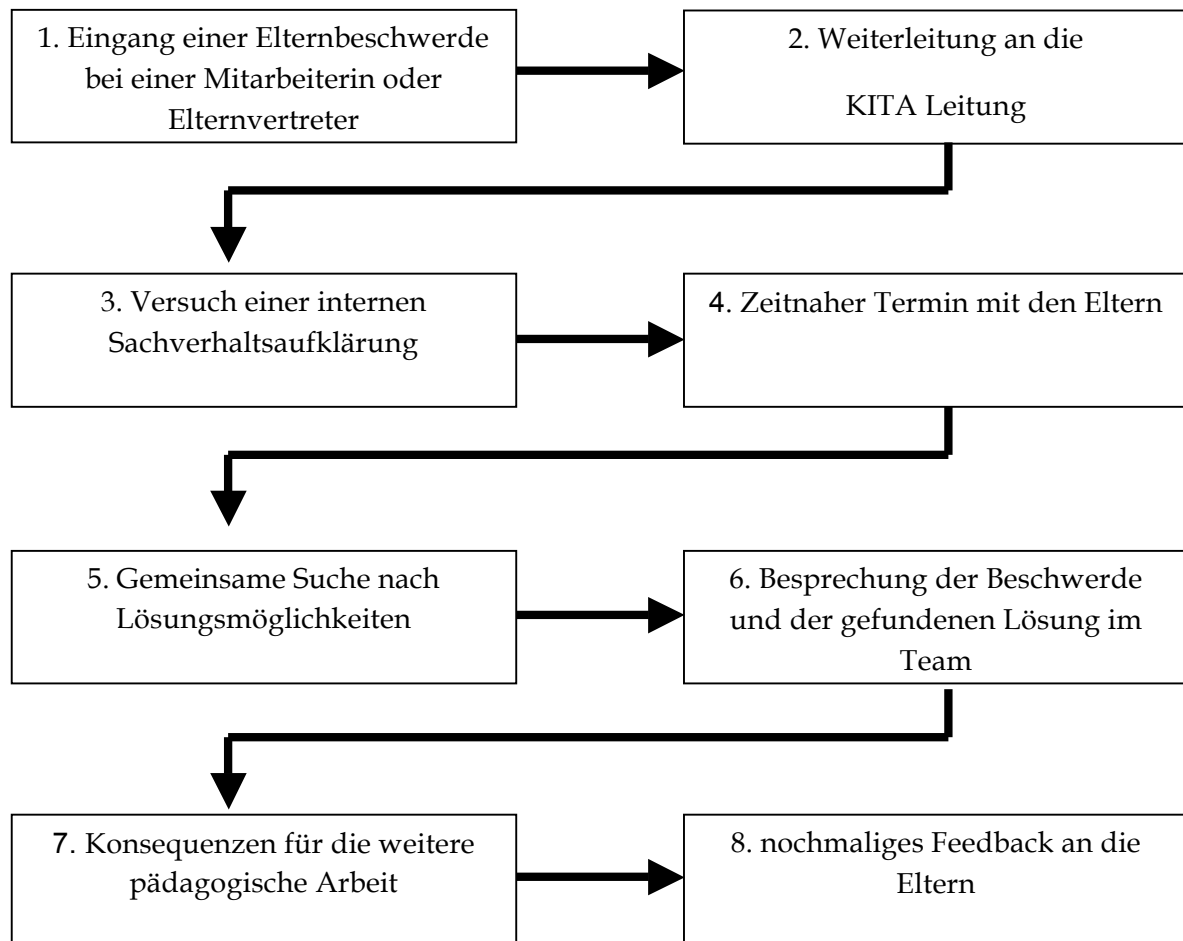 1. Eingang einer Elternbeschwerde
bei einer Mitarbeiterin oder
Elternvertreter
2. Weiterleitung an die
KITA Leitung
3. Versuch einer internen
Sachverhaltsaufklärung
4. Zeitnaher Termin mit den Eltern
5. Gemeinsame Suche nach
Lösungsmöglichkeiten
6. Besprechung der Beschwerde
und der gefundenen Lösung im
Team
7. Konsequenzen für die weitere
pädagogische Arbeit
8. nochmaliges Feedback an die
Eltern